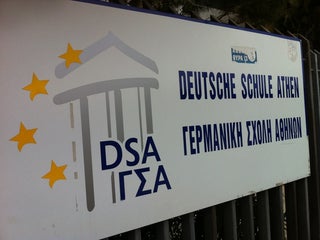 DEUTSCHE SCHULE ATHEN
ΓΕΡΜΑΝΙΚΗ ΣΧΟΛΗ ΑΘΗΝΩΝ
DSA
ΓΣΑ